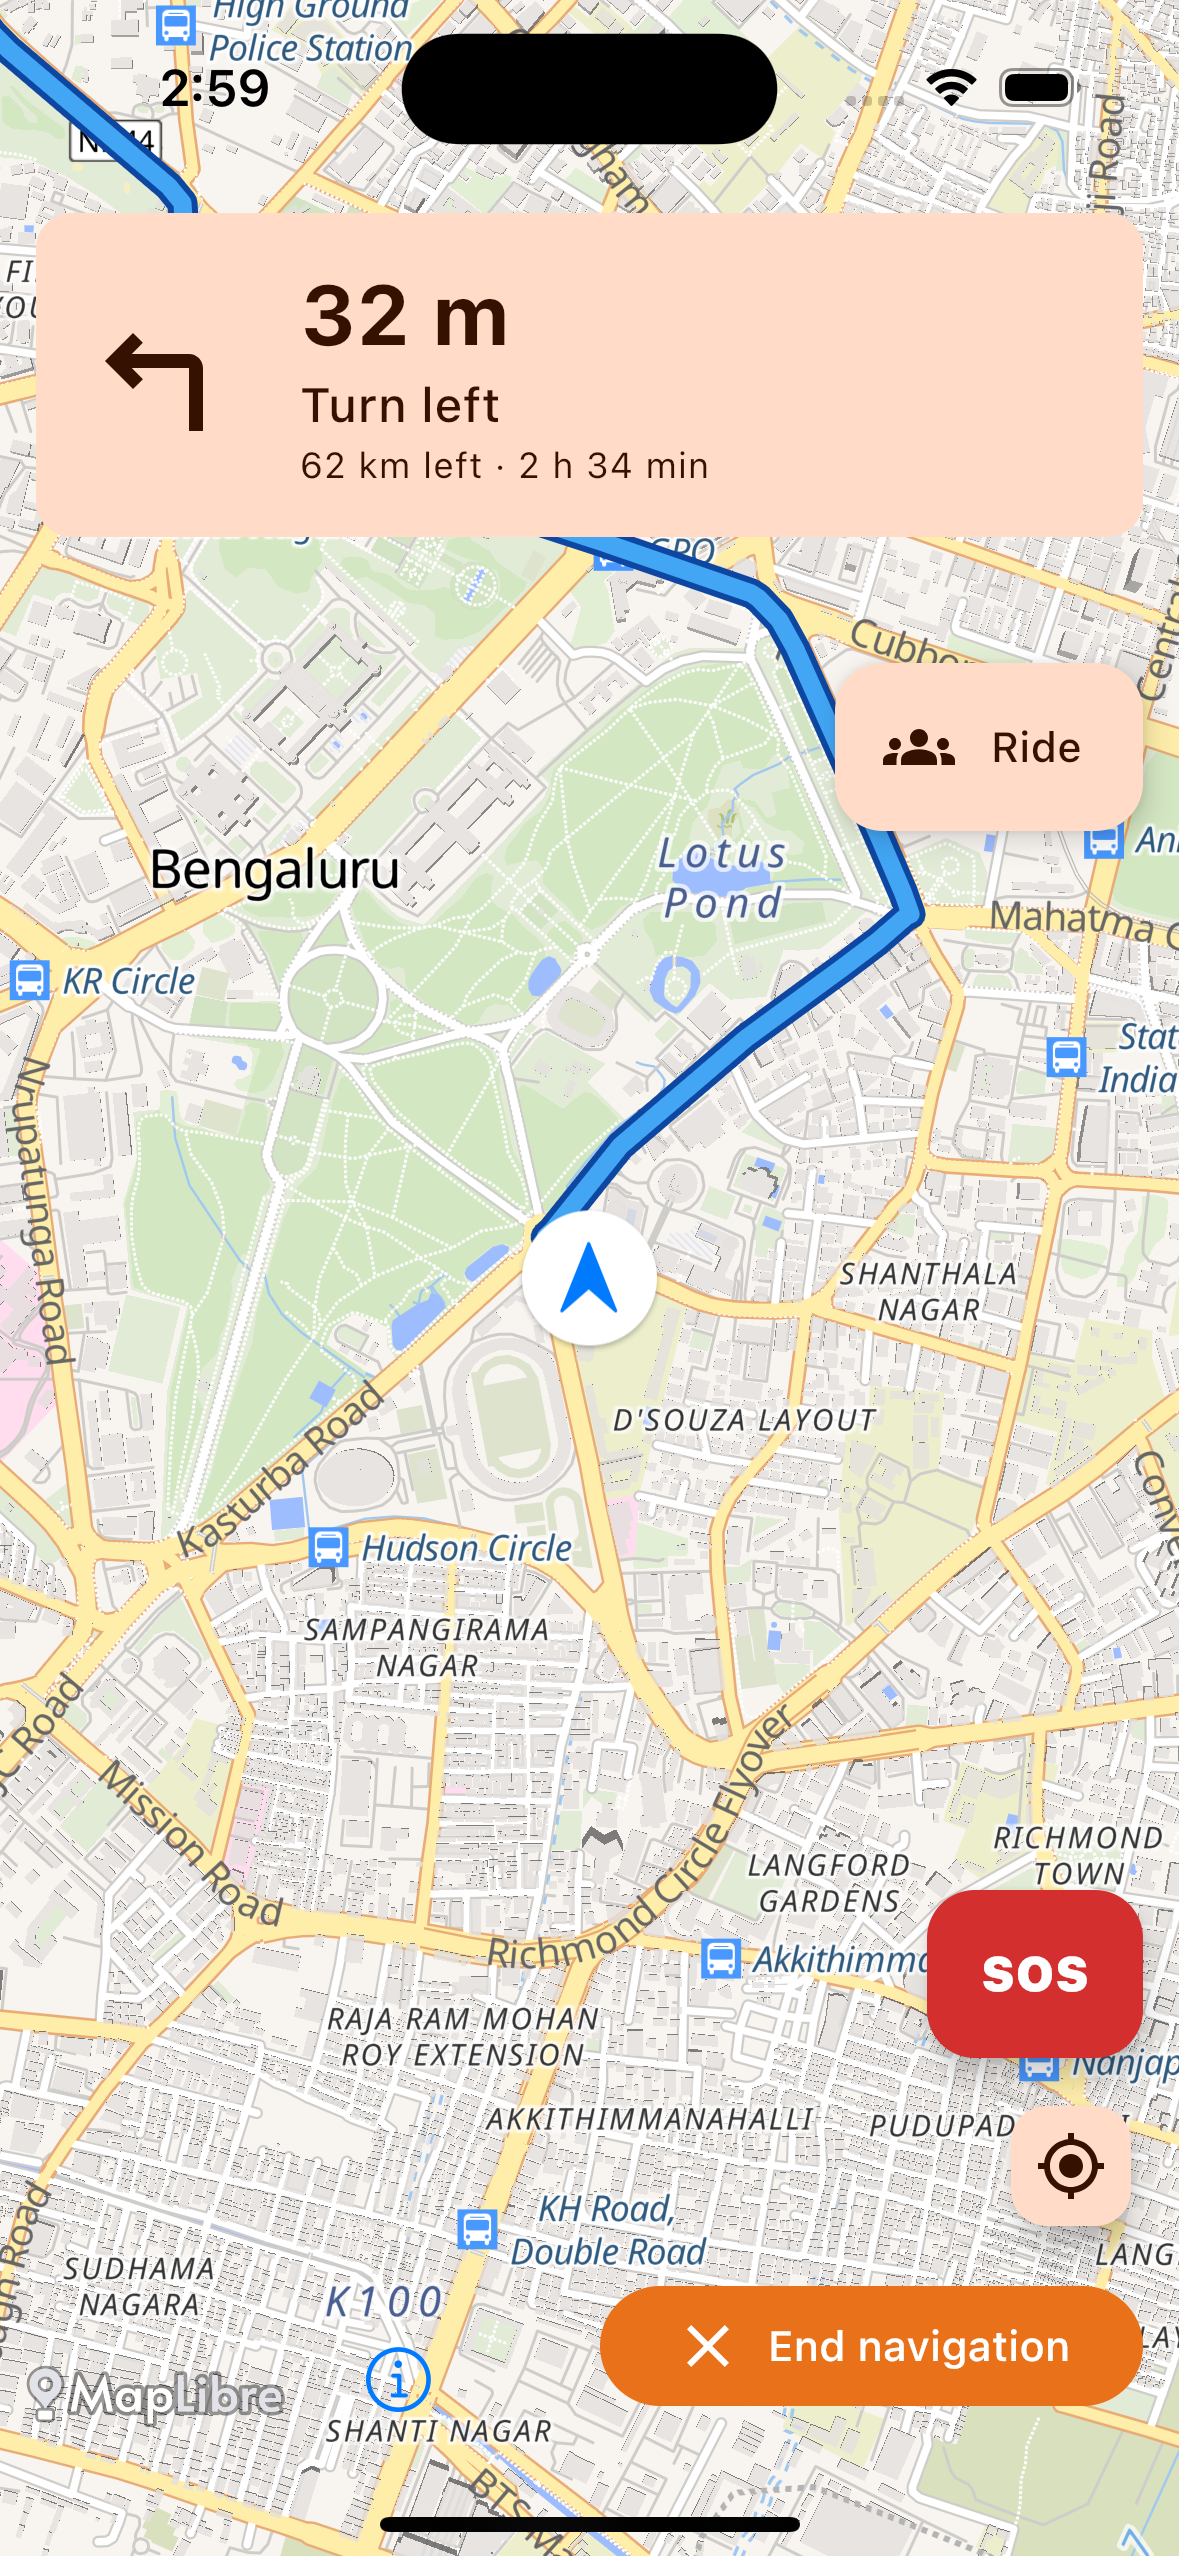 High Ground
Police Station
2:59
32 m
Turn left
62 km left · 2 h 34 min
GPO
Ride
Bengaluru
Lotus
Pond
KR Circle
Mahatma
Nrupatunga Road
SHANTHALA
NAGAR
D'SOUZA LAYOUT
Kasturba Road
Hudson Circle
SAMPANGIRAMA
NAGAR
Mission Road
Richmond Circle Flyover
RICHMOND
TOWN
LANGFORD
GARDENS
SOS
RAJA RAM MOHAN
ROY EXTENSION
AKKITHIMMANAHALLI
KH Road,
Double Road
SUDHAMA
NAGARA
K100
End navigation
MapLibre
SHANTI NAGAR